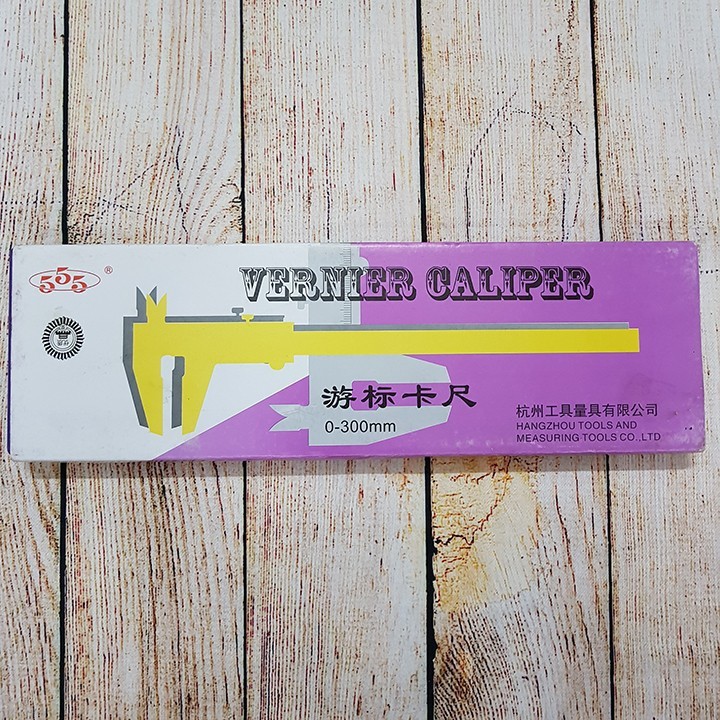 555 ®
VERNIER CALIPER
游标卡尺
0-300mm
杭州工具量具有限公司
HANGZHOU TOOLS AND
MEASURING TOOLS CO.,LTD